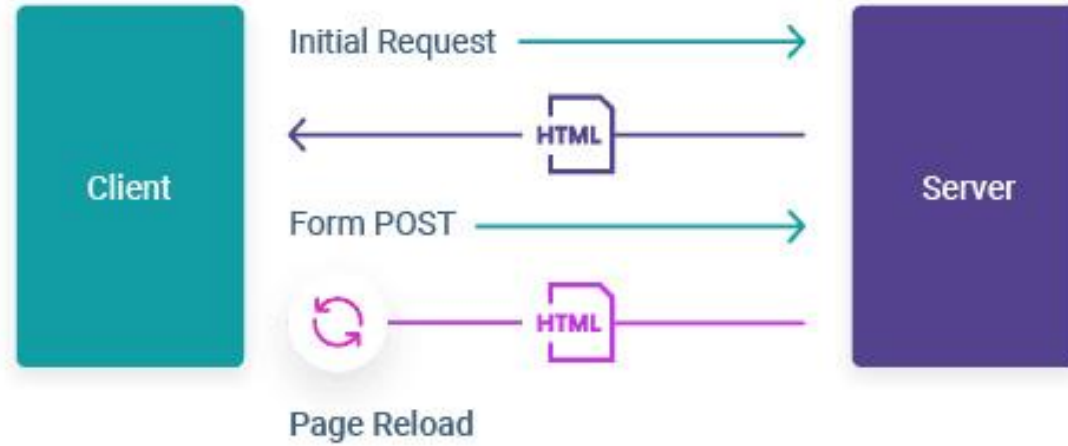 Initial Request
HTML
Client
Server
Form POST
HTML
Page Reload